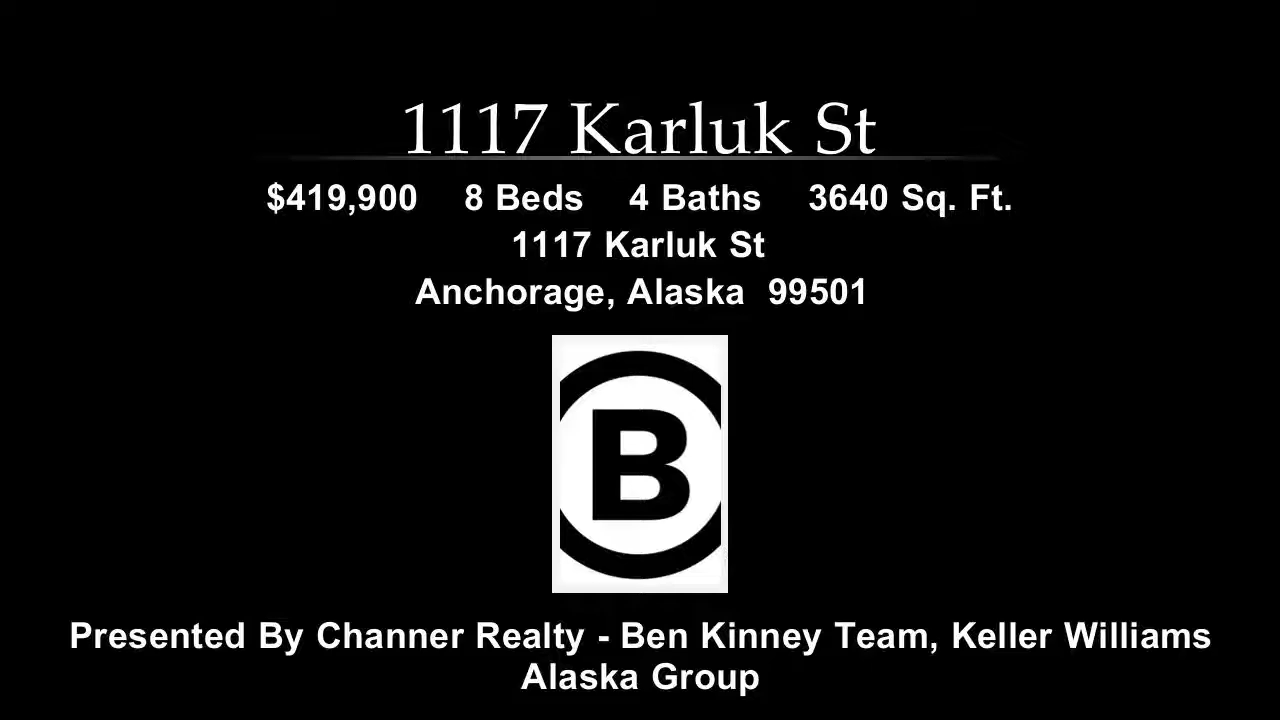 1117 Karluk St
$419,900 8 Beds 4 Baths 3640 Sq. Ft.
1117 Karluk St
Anchorage, Alaska 99501
B
Presented By Channer Realty - Ben Kinney Team, Keller Williams
Alaska Group